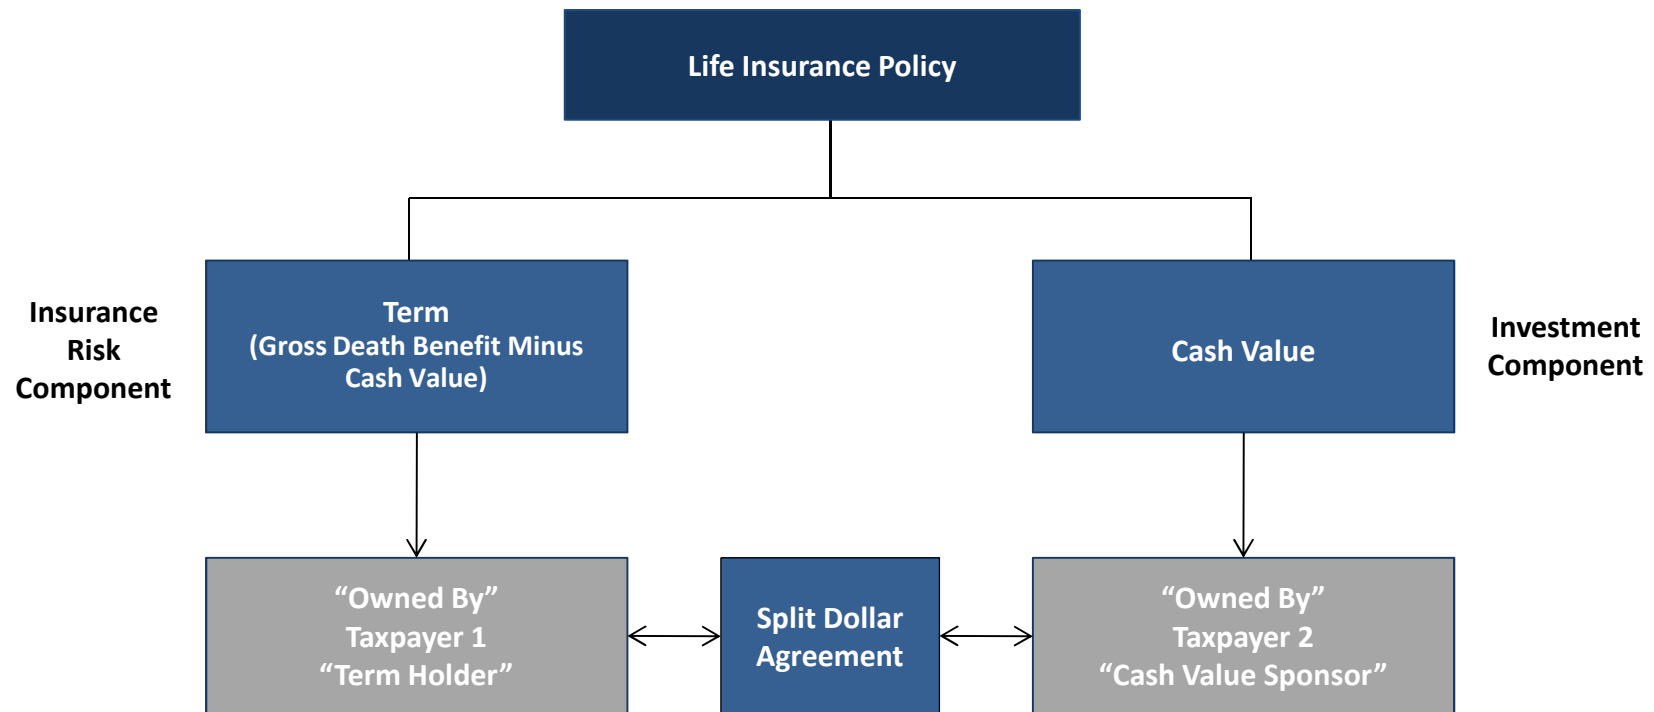 Life Insurance Policy
Insurance
Risk
Component
Term
(Gross Death Benefit Minus
Cash Value)
Cash Value
Investment
Component
“Owned By”
Taxpayer 1
“Term Holder”
Split Dollar
Agreement
“Owned By”
Taxpayer 2
“Cash Value Sponsor”